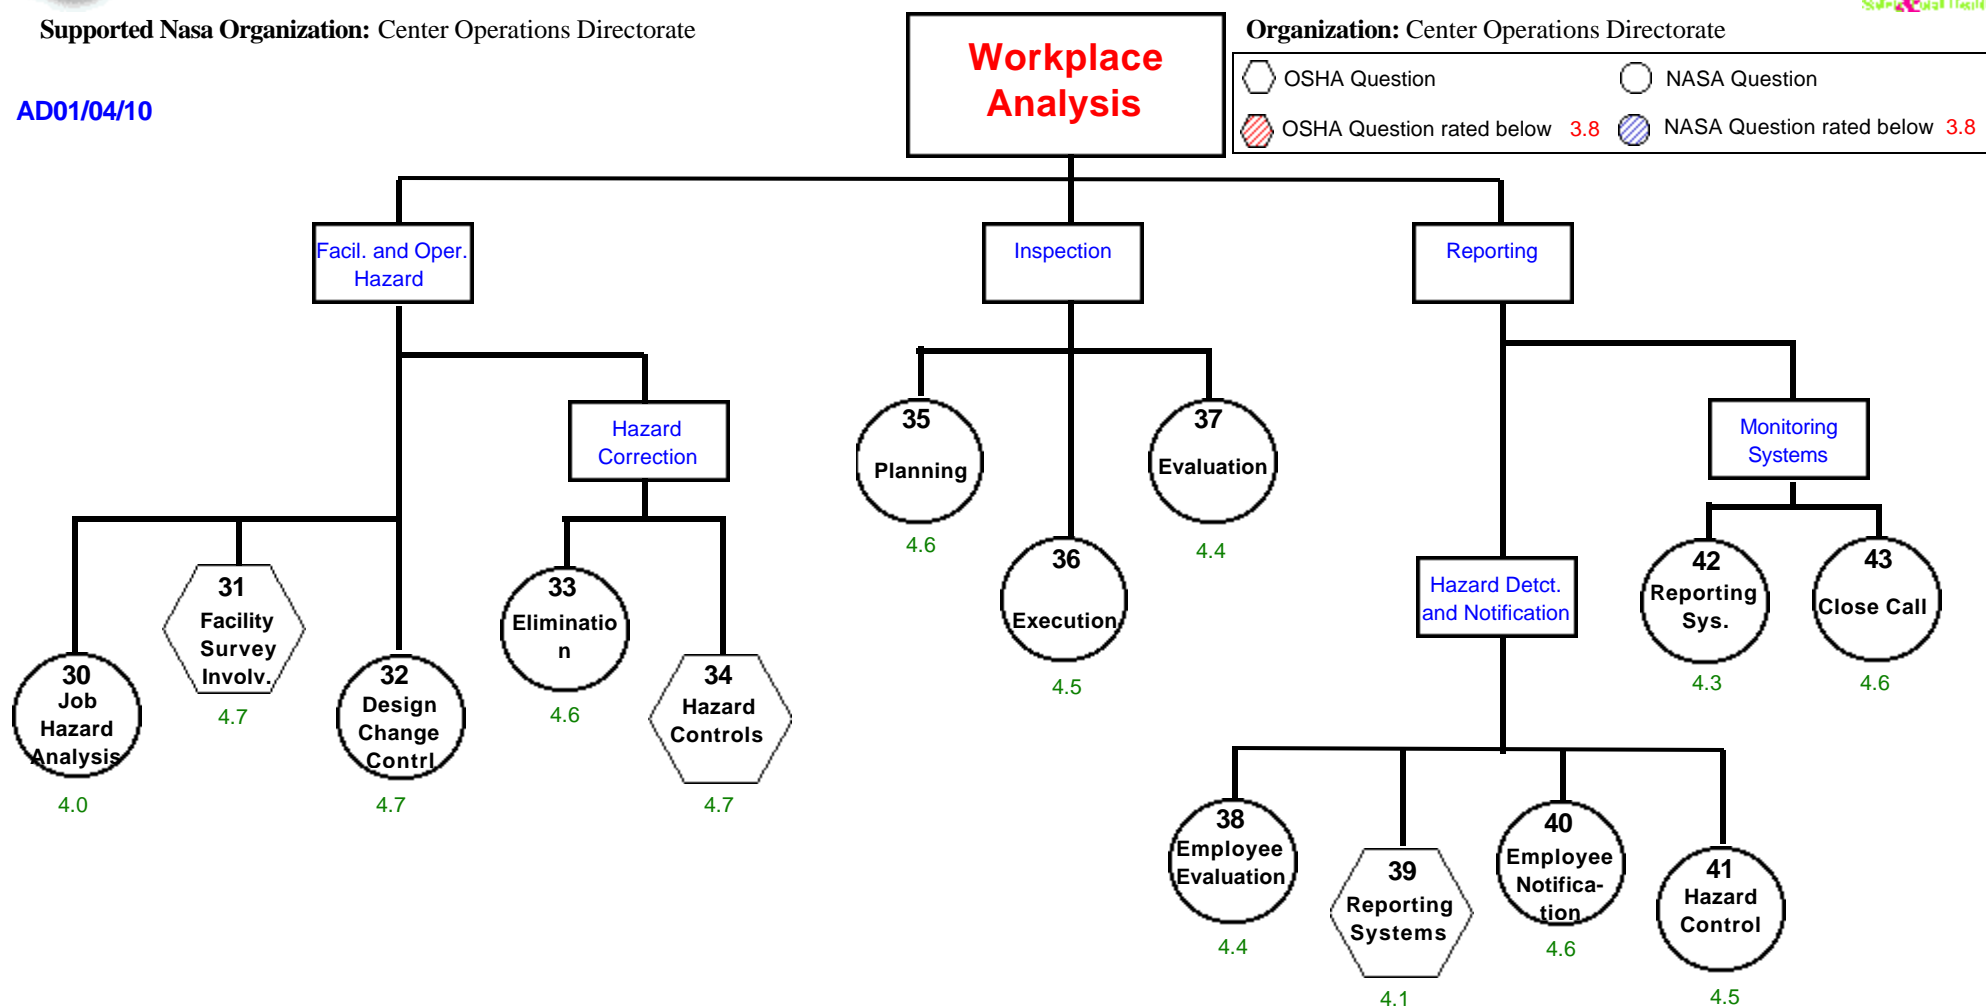 Supported Nasa Organization: Center Operations Directorate
Organization: Center Operations Directorate
AD01/04/10
Workplace
Analysis
OSHA Question
NASA Question
OSHA Question rated below 3.8
NASA Question rated below 3.8
Facil. and Oper.
Hazard
Inspection
Reporting
Hazard
Correction
Monitoring
Systems
Hazard Detct.
and Notification
30
Job
Hazard
Analysis
4.0
31
Facility
Survey
Involv.
4.7
32
Design
Change
Contrl
4.7
33
Eliminatio
n
4.6
34
Hazard
Controls
4.7
35
Planning
4.6
36
Execution
4.5
37
Evaluation
4.4
38
Employee
Evaluation
4.4
39
Reporting
Systems
4.1
40
Employee
Notifica-
tion
4.6
41
Hazard
Control
4.5
42
Reporting
Sys.
4.3
43
Close Call
4.6